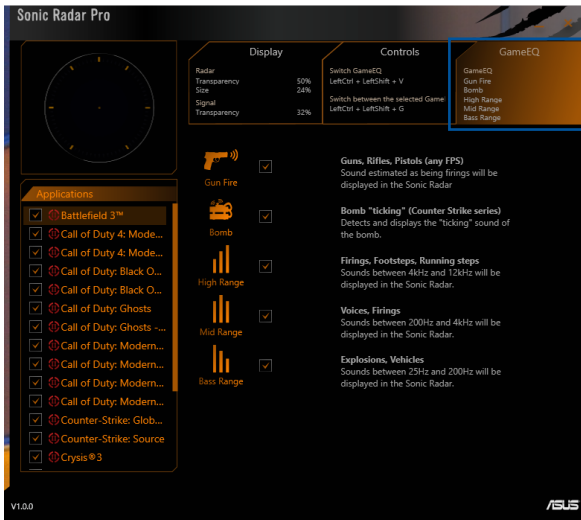 Sonic Radar Pro
Display
Radar
Transparency 50%
Size 24%
Signal
Transparency 32%
Controls
Switch GameEQ
LeftCtrl + LeftShift + V
Switch between the selected Game
LeftCtrl + LeftShift + G
GameEQ
GameEQ
Gun Fire
Bomb
High Range
Mid Range
Bass Range
Applications
Battlefield 3™
Call of Duty 4: Mode...
Call of Duty 4: Mode...
Call of Duty: Black O...
Call of Duty: Black O...
Call of Duty: Ghosts
Call of Duty: Ghosts -...
Call of Duty: Modern...
Call of Duty: Modern...
Call of Duty: Modern...
Call of Duty: Modern...
Counter-Strike: Glob...
Counter-Strike: Source
Crysis®3
Gun Fire
Guns, Rifles, Pistols (any FPS)
Sound estimated as being firings will be
displayed in the Sonic Radar
Bomb
Bomb "ticking" (Counter Strike series)
Detects and displays the "ticking" sound of
the bomb.
High Range
Firings, Footsteps, Running steps
Sounds between 4kHz and 12kHz will be
displayed in the Sonic Radar.
Mid Range
Voices, Firings
Sounds between 200Hz and 4kHz will be
displayed in the Sonic Radar.
Bass Range
Explosions, Vehicles
Sounds between 25Hz and 200Hz will be
displayed in the Sonic Radar.
V1.0.0
ASUS